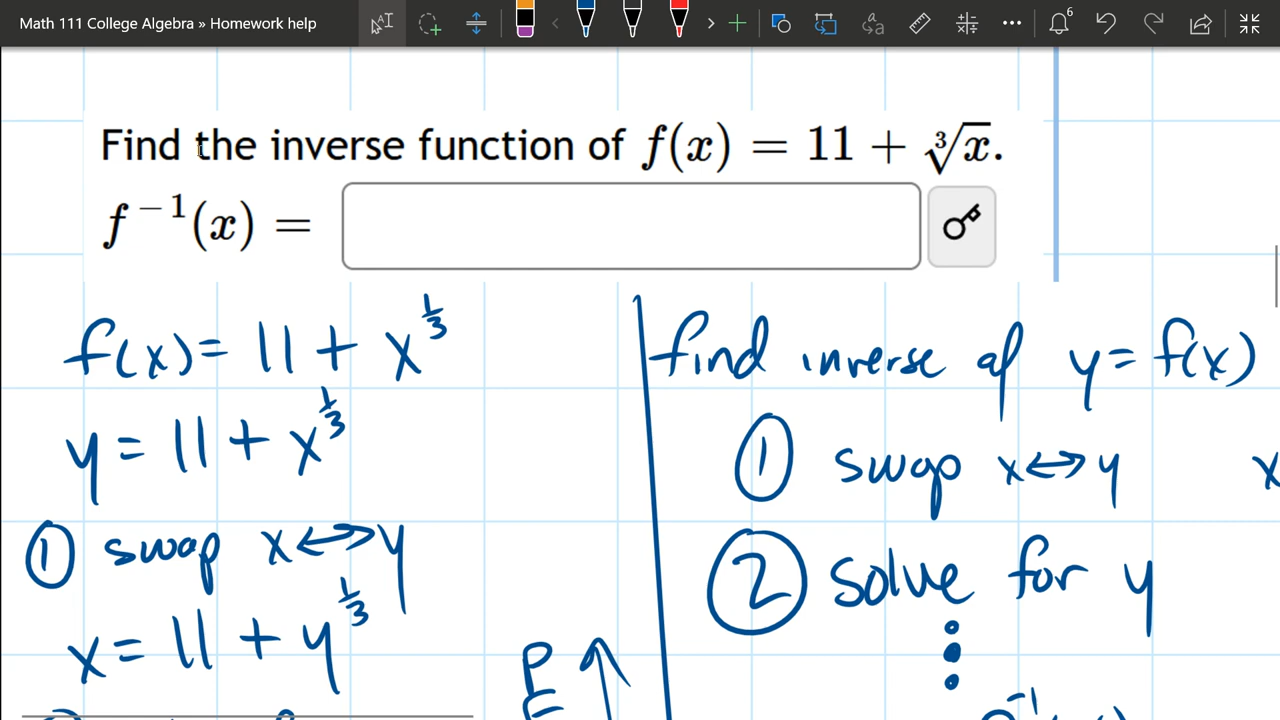 Math 111 College Algebra » Homework help
6
Find the inverse function of f(x) = 11 + ∛x.
f⁻¹(x) =
f(x) = 11 + x^(1/3)
y = 11 + x^(1/3)
① swap x↔y
x = 11 + y^(1/3)
P
E
find inverse of y = f(x)
① swap x↔y
x
② solve for y